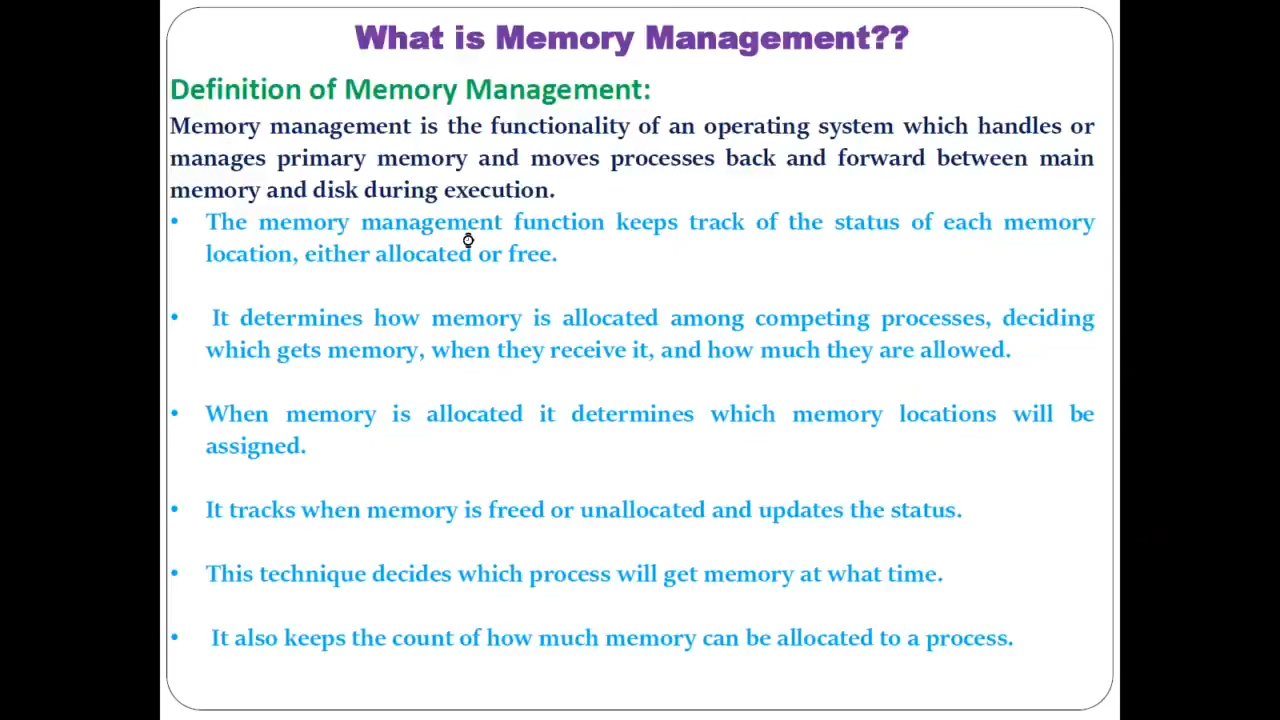 What is Memory Management??
Definition of Memory Management:
Memory management is the functionality of an operating system which handles or
manages primary memory and moves processes back and forward between main
memory and disk during execution.
• The memory management function keeps track of the status of each memory
location, either allocated or free.
• It determines how memory is allocated among competing processes, deciding
which gets memory, when they receive it, and how much they are allowed.
• When memory is allocated it determines which memory locations will be
assigned.
• It tracks when memory is freed or unallocated and updates the status.
• This technique decides which process will get memory at what time.
• It also keeps the count of how much memory can be allocated to a process.